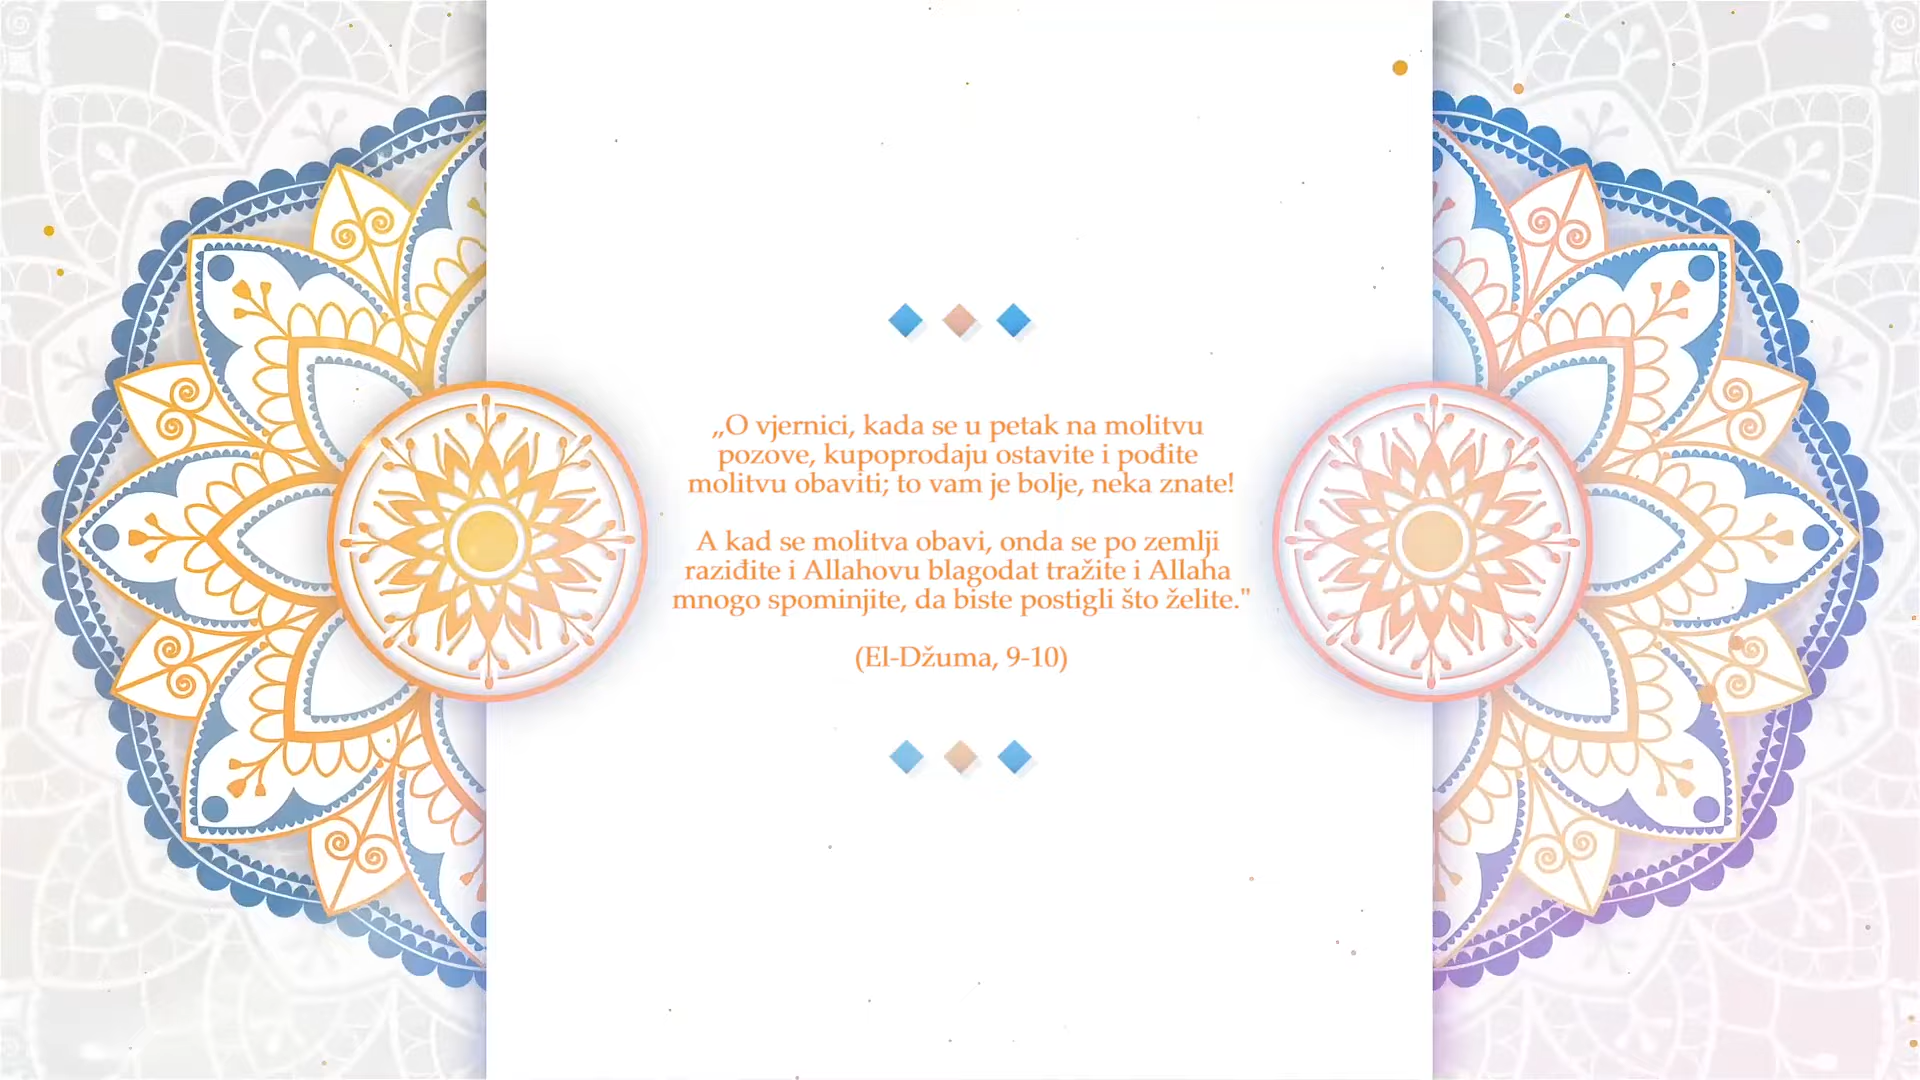 „O vjernici, kada se u petak na molitvu
pozove, kupoprodaju ostavite i pođite
molitvu obaviti; to vam je bolje, neka znate!
A kad se molitva obavi, onda se po zemlji
raziđite i Allahovu blagodat tražite i Allaha
mnogo spominjite, da biste postigli što želite."
(El-Džuma, 9-10)